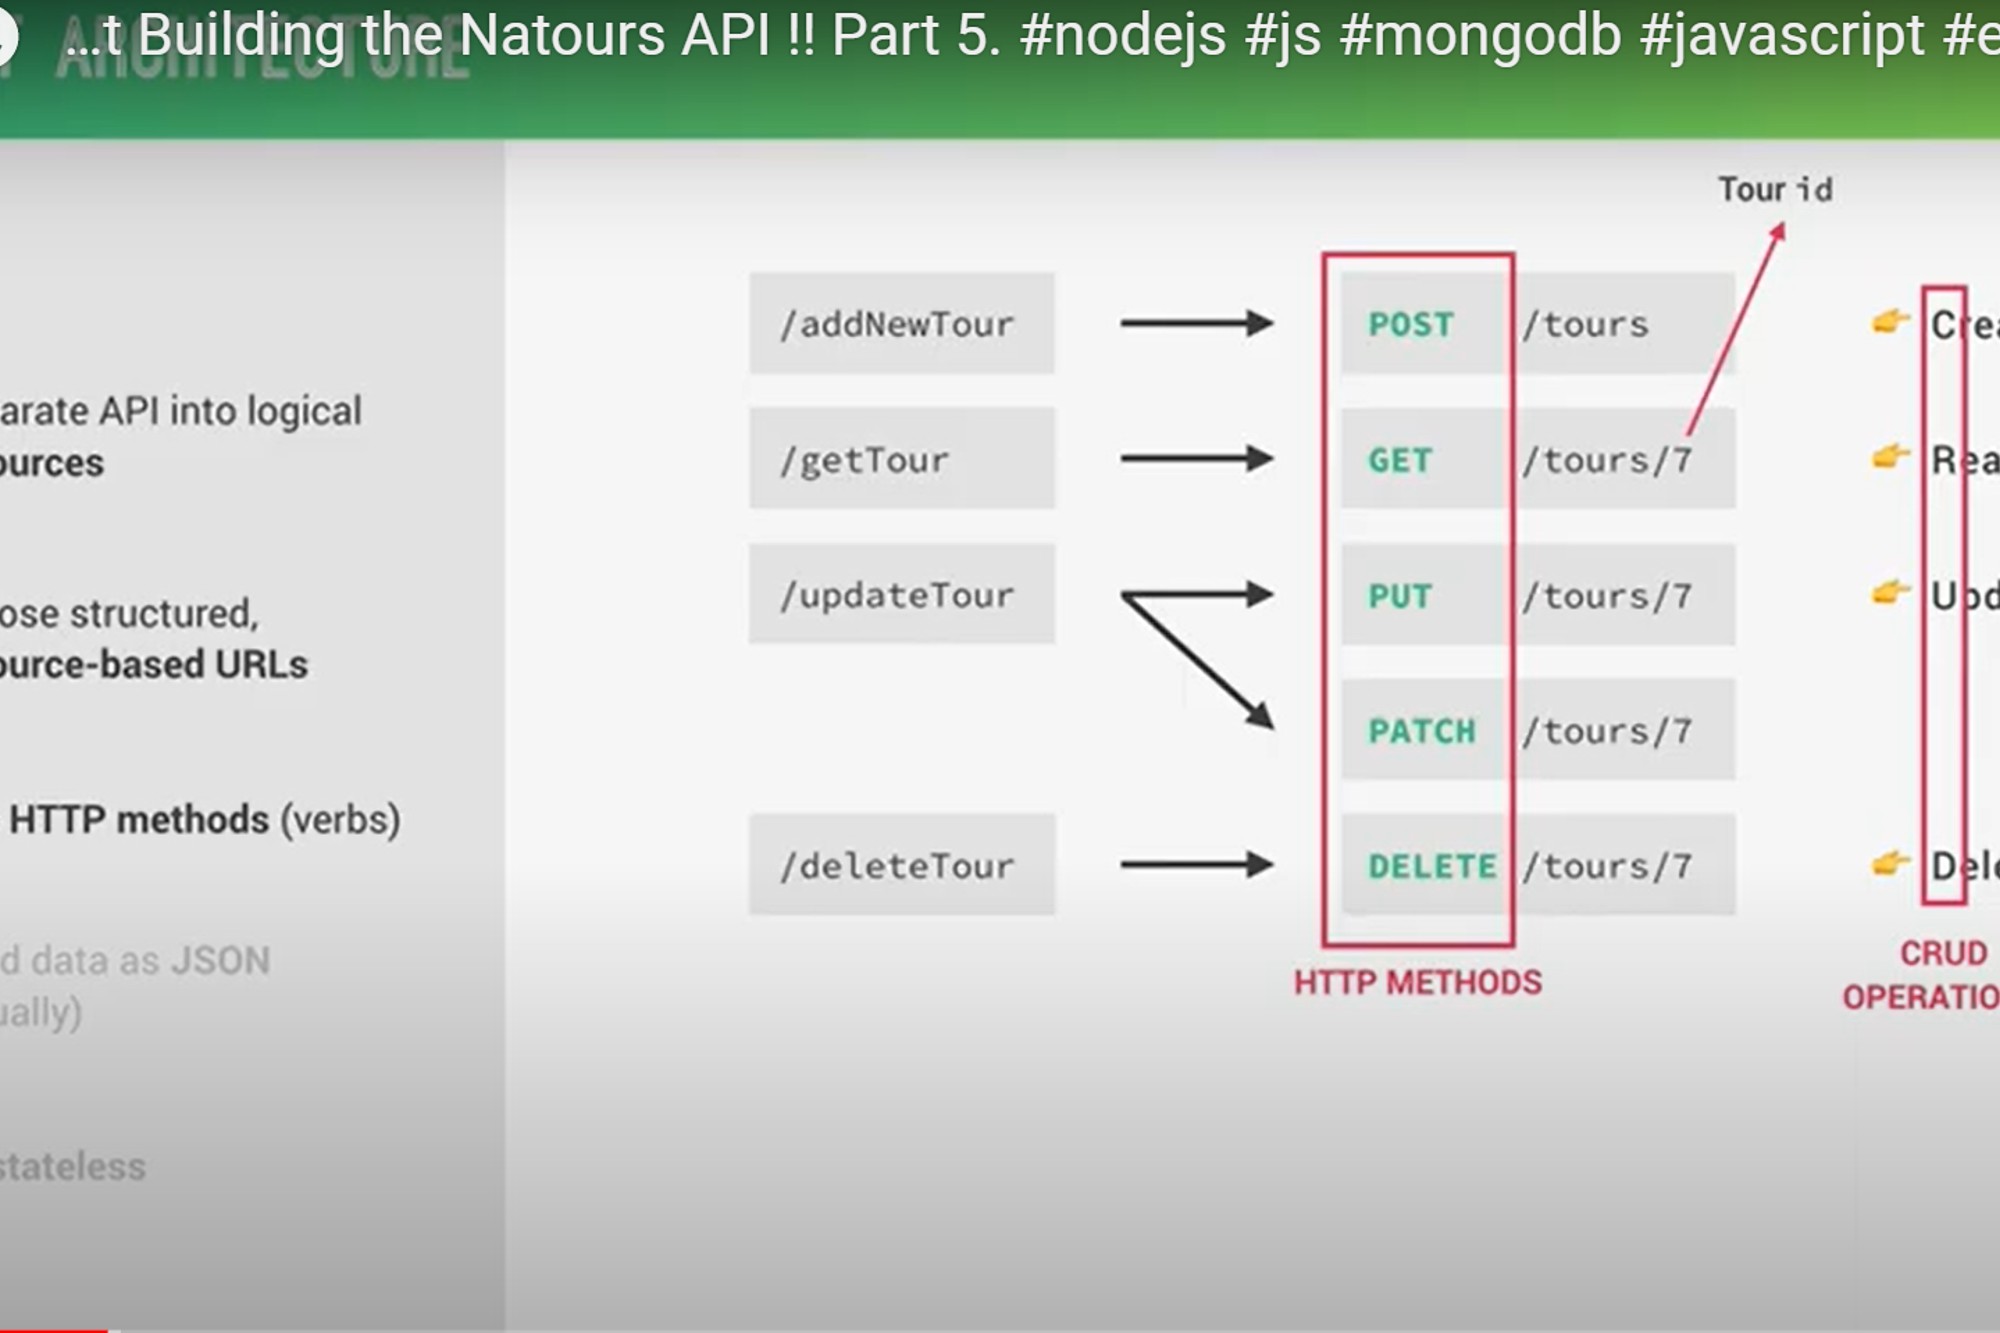 …t Building the Natours API !! Part 5. #nodejs #js #mongodb #javascript #e
ARCHITECTURE
Tour id
/addNewTour POST /tours Crea
arate API into logical
ources
/getTour GET /tours/7 Rea
ose structured,
ource-based URLs
/updateTour PUT /tours/7 Upd
PATCH /tours/7
HTTP methods (verbs)
/deleteTour DELETE /tours/7 Dele
d data as JSON
ually)
HTTP METHODS
CRUD
OPERATIO
stateless